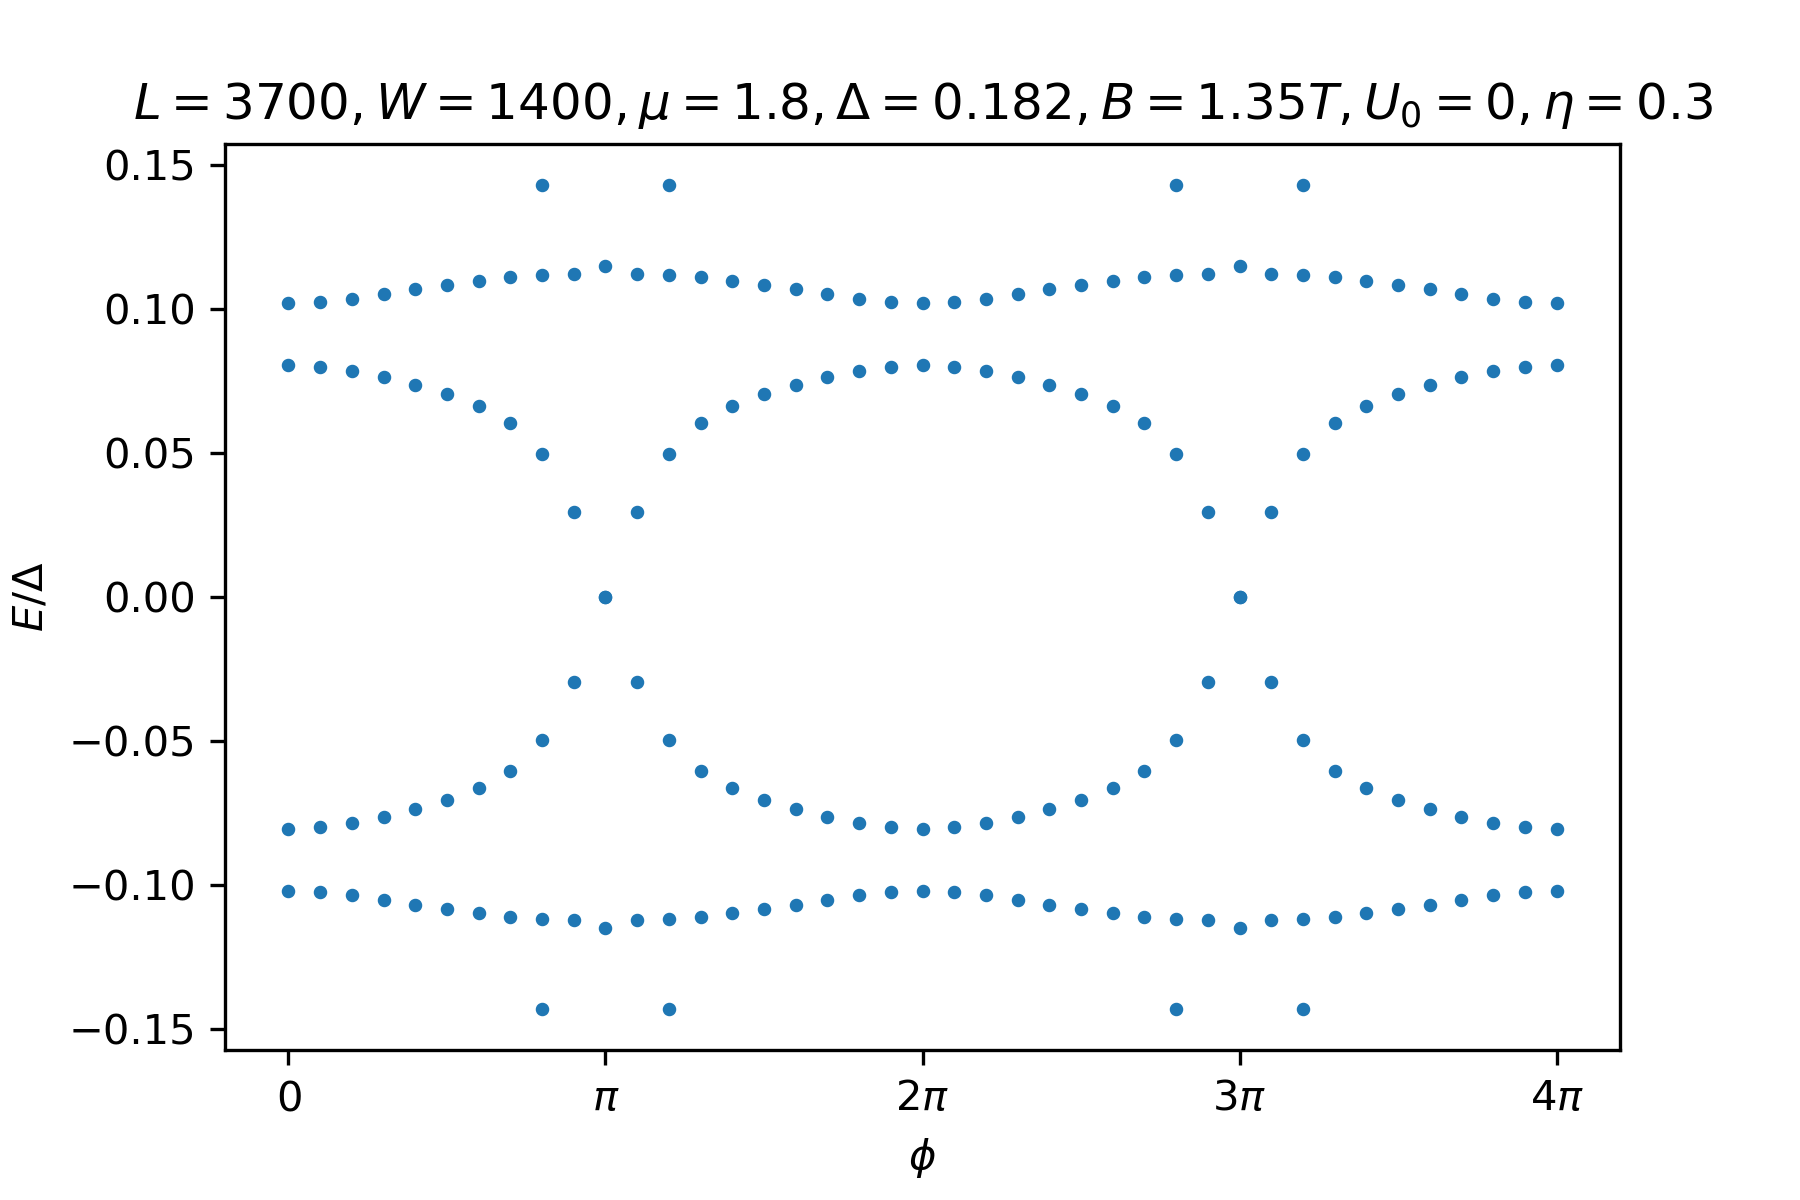 L = 3700, W = 1400, μ = 1.8, Δ = 0.182, B = 1.35T, U₀ = 0, η = 0.3
0.15
0.10
0.05
0.00
−0.05
−0.10
−0.15
E/Δ
0 π 2π 3π 4π
ϕ